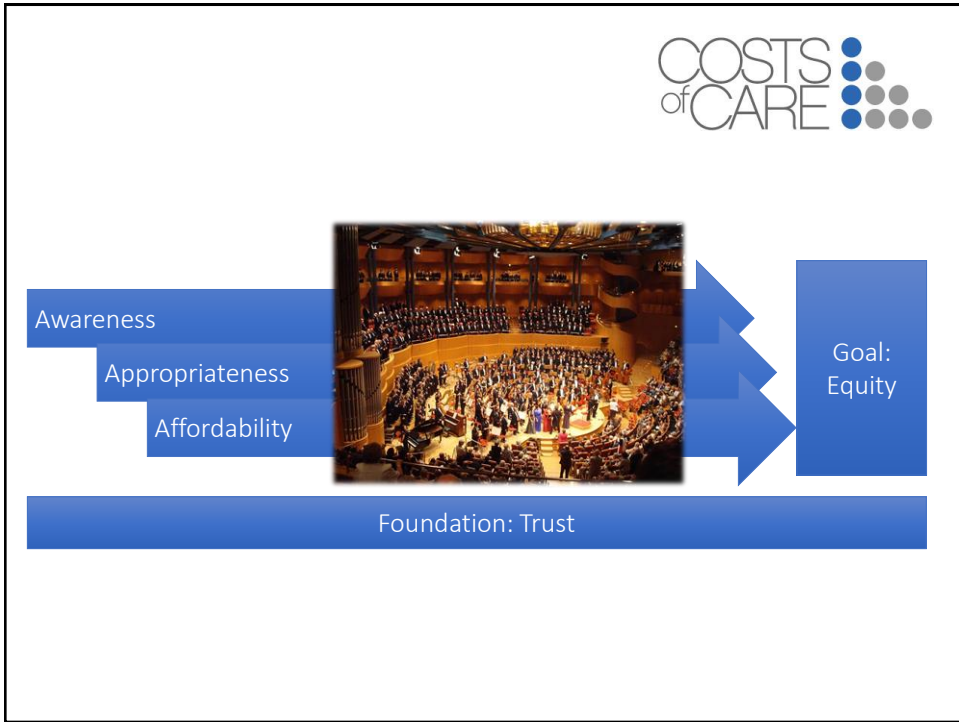 COSTS
of CARE
Awareness
Appropriateness
Affordability
Goal:
Equity
Foundation: Trust